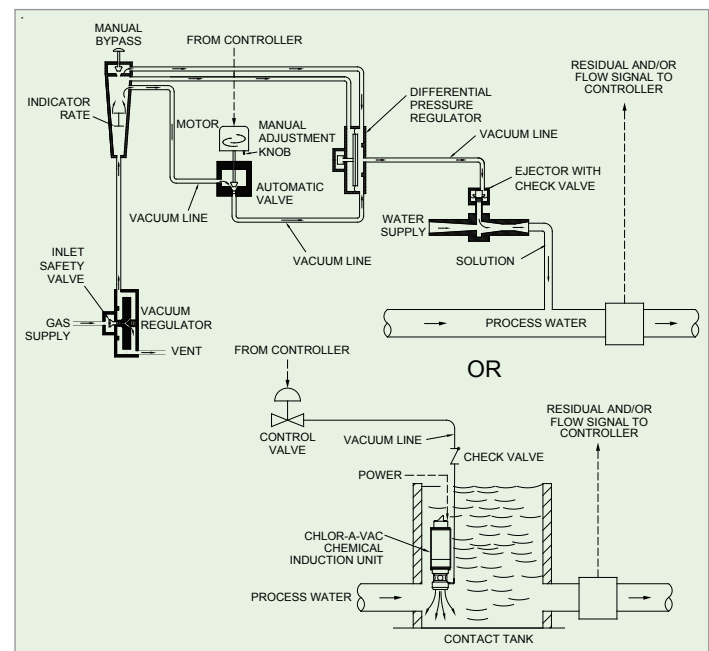 MANUAL
BYPASS
FROM CONTROLLER
RESIDUAL AND/OR
FLOW SIGNAL TO
CONTROLLER
INDICATOR
RATE
MOTOR
MANUAL
ADJUSTMENT
KNOB
DIFFERENTIAL
PRESSURE
REGULATOR
VACUUM LINE
EJECTOR WITH
CHECK VALVE
AUTOMATIC
VALVE
VACUUM LINE
WATER
SUPPLY
VACUUM LINE
SOLUTION
INLET
SAFETY
VALVE
VACUUM
REGULATOR
GAS
SUPPLY
VENT
PROCESS WATER
FROM CONTROLLER
OR
CONTROL
VALVE
VACUUM LINE
CHECK VALVE
RESIDUAL AND/OR
FLOW SIGNAL TO
CONTROLLER
POWER
CHLOR-A-VAC
CHEMICAL
INDUCTION UNIT
PROCESS WATER
CONTACT TANK